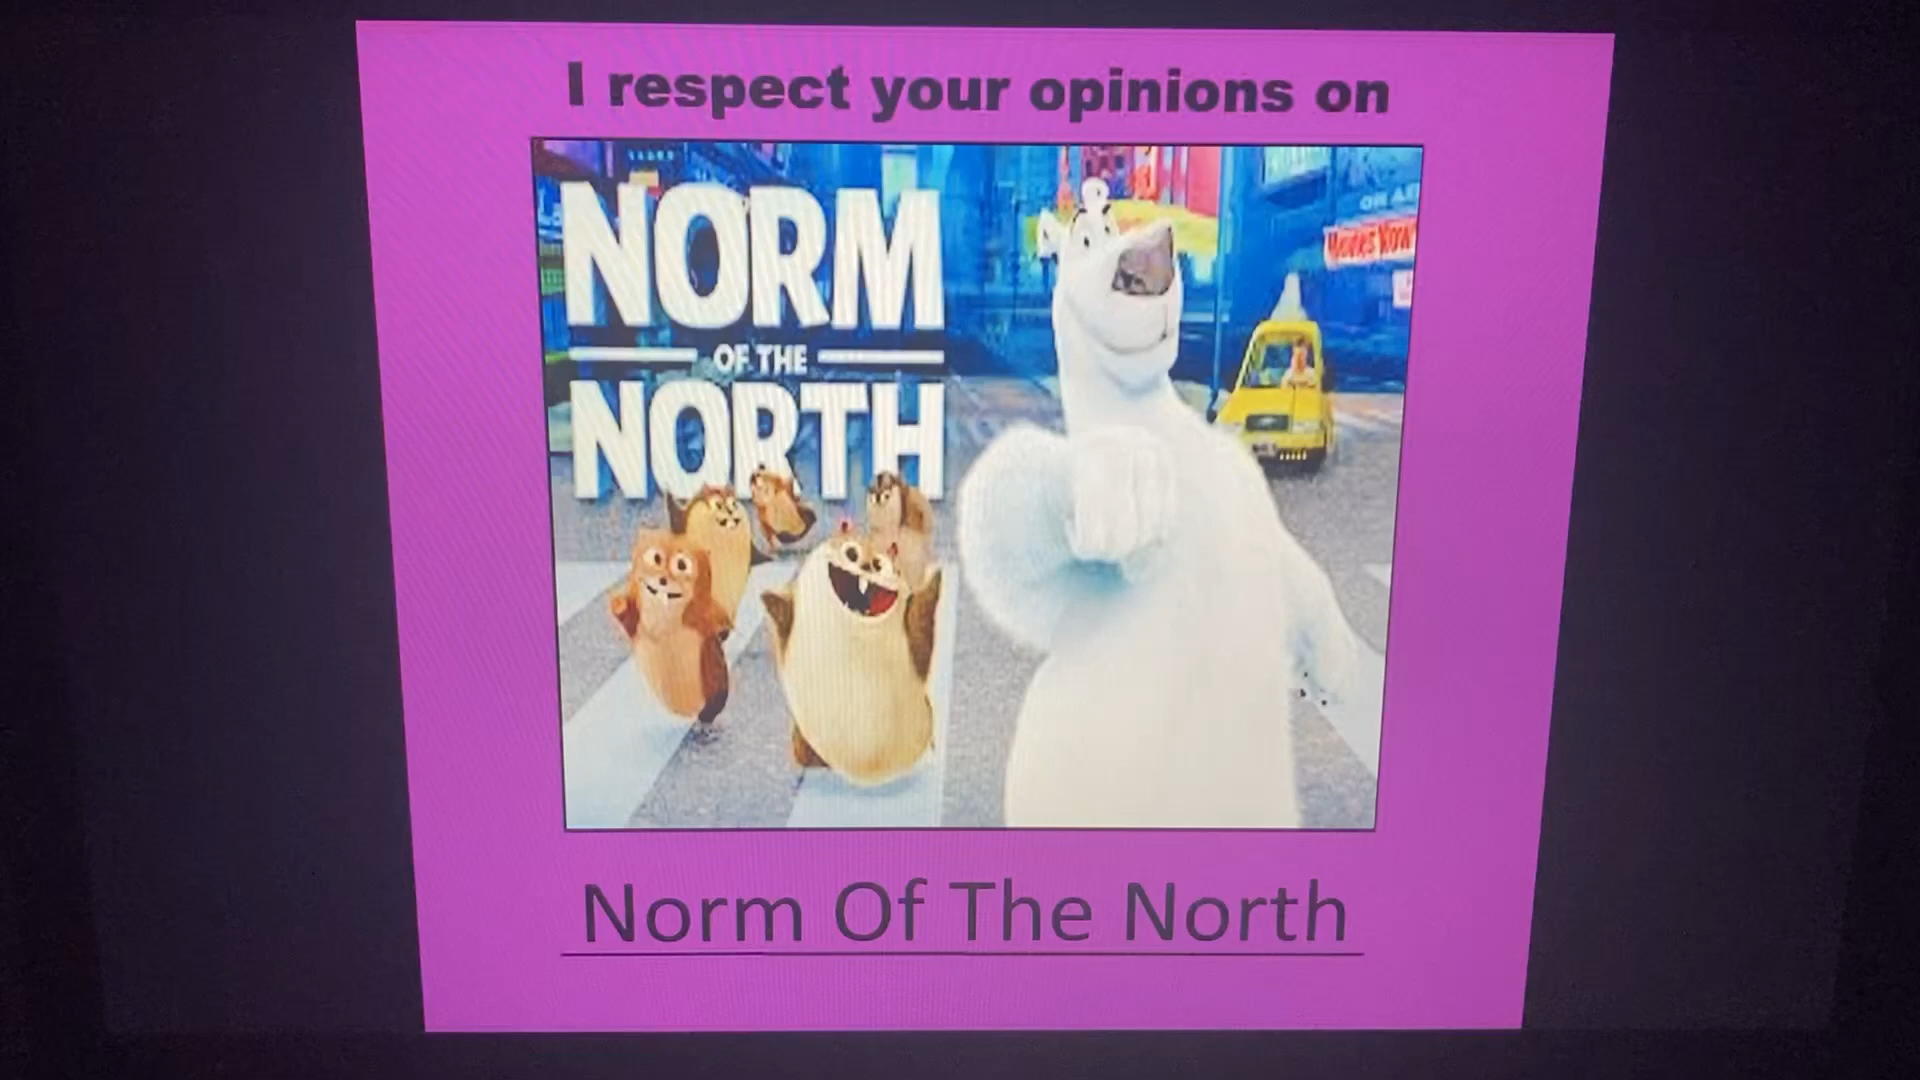 I respect your opinions on
NORM
OF THE
NORTH
Norm Of The North